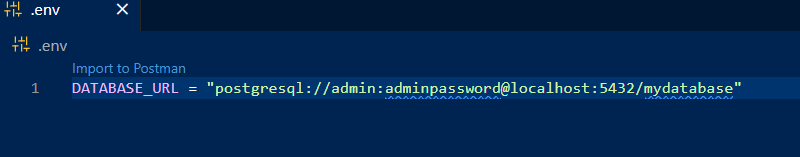 .env
.env
Import to Postman
1 DATABASE_URL = "postgresql://admin:adminpassword@localhost:5432/mydatabase"